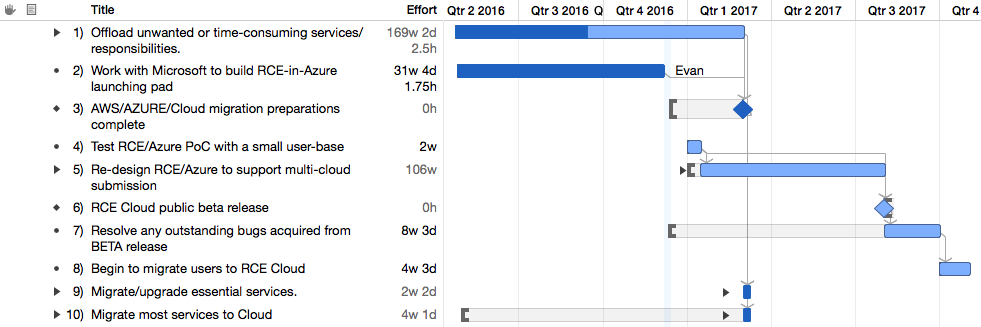 Title Effort Qtr 2 2016 Qtr 3 2016 Q Qtr 4 2016 Qtr 1 2017 Qtr 2 2017 Qtr 3 2017 Qtr 4
1) Offload unwanted or time-consuming services/ 169w 2d
responsibilities. 2.5h
2) Work with Microsoft to build RCE-in-Azure 31w 4d Evan
launching pad 1.75h
3) AWS/AZURE/Cloud migration preparations 0h
complete
4) Test RCE/Azure PoC with a small user-base 2w
5) Re-design RCE/Azure to support multi-cloud 106w
submission
6) RCE Cloud public beta release 0h
7) Resolve any outstanding bugs acquired from 8w 3d
BETA release
8) Begin to migrate users to RCE Cloud 4w 3d
9) Migrate/upgrade essential services. 2w 2d
10) Migrate most services to Cloud 4w 1d